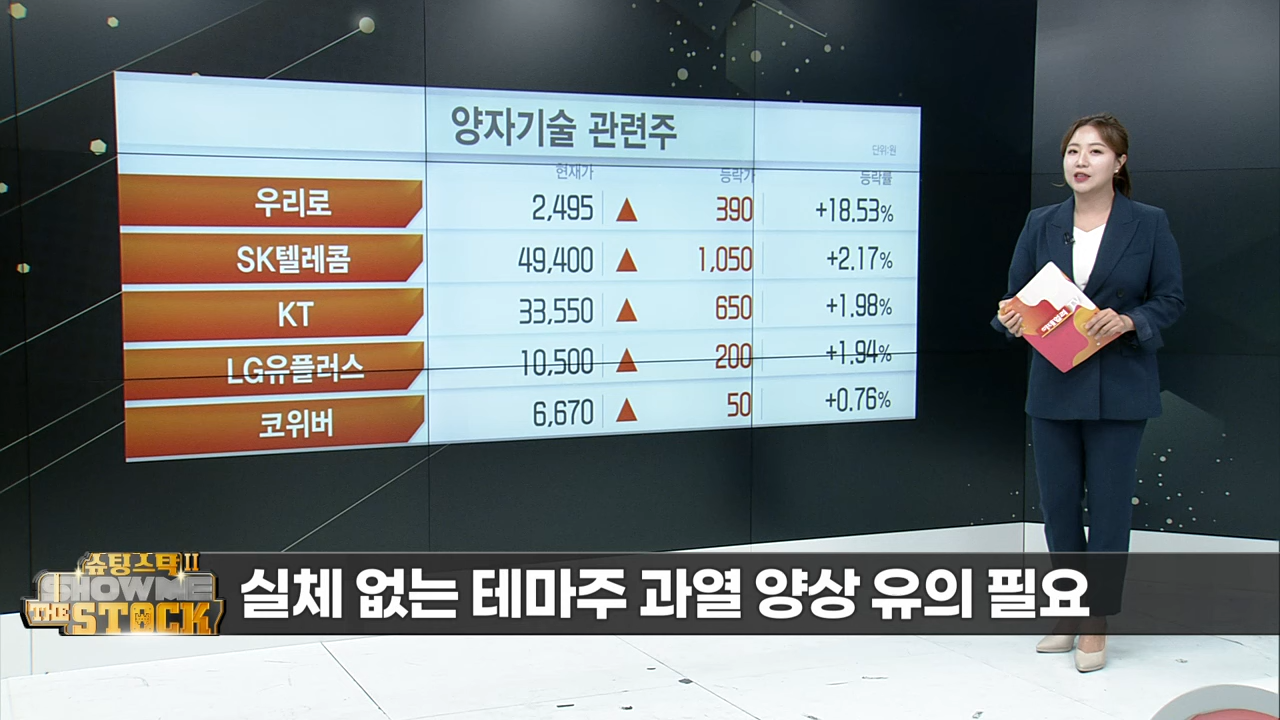 양자기술 관련주
단위:원
현재가 등락가 등락률
우리로 2,495 ▲ 390 +18.53%
SK텔레콤 49,400 ▲ 1,050 +2.17%
KT 33,550 ▲ 650 +1.98%
LG유플러스 10,500 ▲ 200 +1.94%
코위버 6,670 ▲ 50 +0.76%
슈팅스탁II
SHOW ME
THE STOCK
실체 없는 테마주 과열 양상 유의 필요